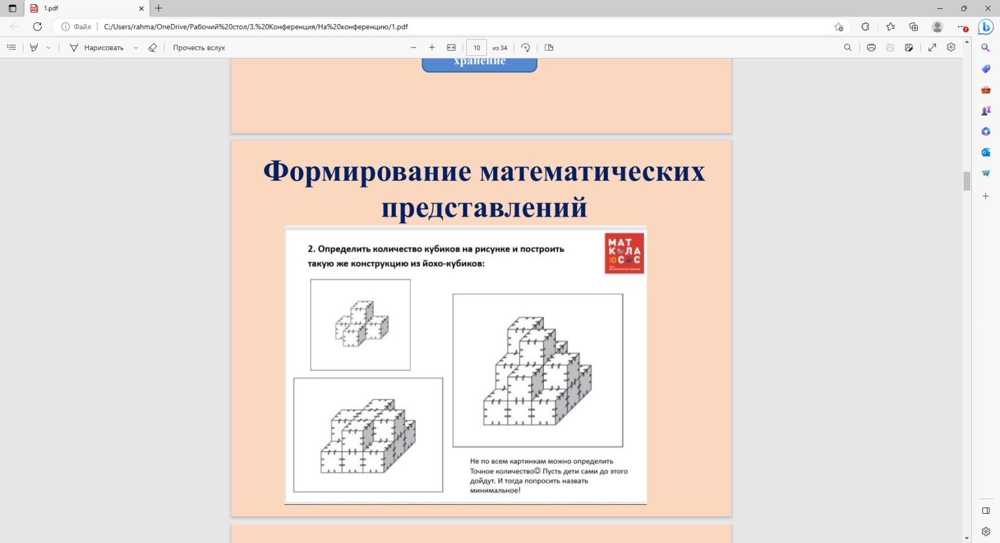 1.pdf
Файл
C:/Users/rahma/OneDrive/Рабочий%20стол/3.%20Конференция/На%20конференцию/1.pdf
Нарисовать
Прочесть вслух
10 из 34
хранение
Формирование математических
представлений
2. Определить количество кубиков на рисунке и построить
такую же конструкцию из йохо-кубиков:
МАТ
КЛА
:DСС
Не по всем картинкам можно определить
Точное количество☺ Пусть дети сами до этого
дойдут. И тогда попросить назвать
минимальное!